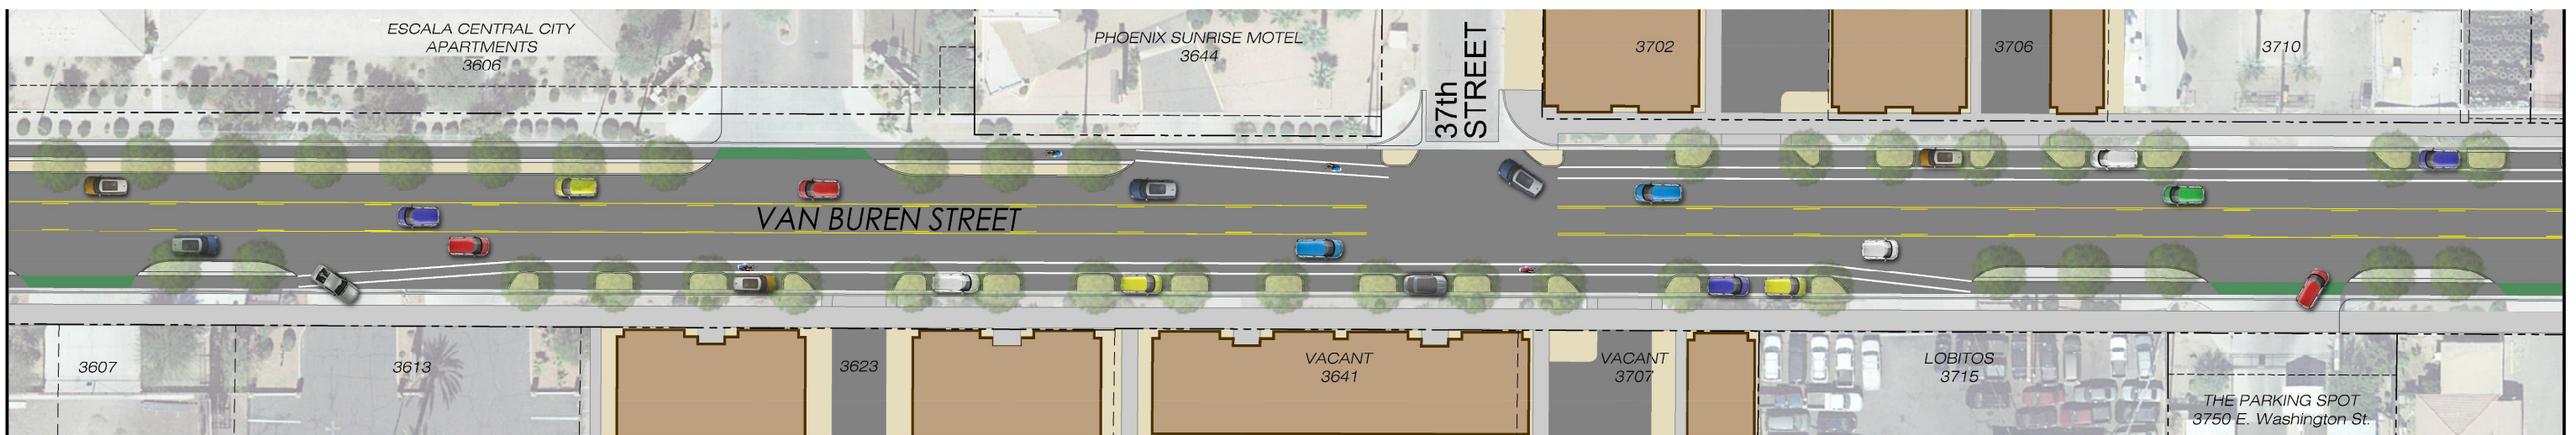 ESCALA CENTRAL CITY
APARTMENTS
3606
PHOENIX SUNRISE MOTEL
3644
37th
STREET
3702
3706
3710
VAN BUREN STREET
3607
3613
3623
VACANT
3641
VACANT
3707
LOBITOS
3715
THE PARKING SPOT
3750 E. Washington St.